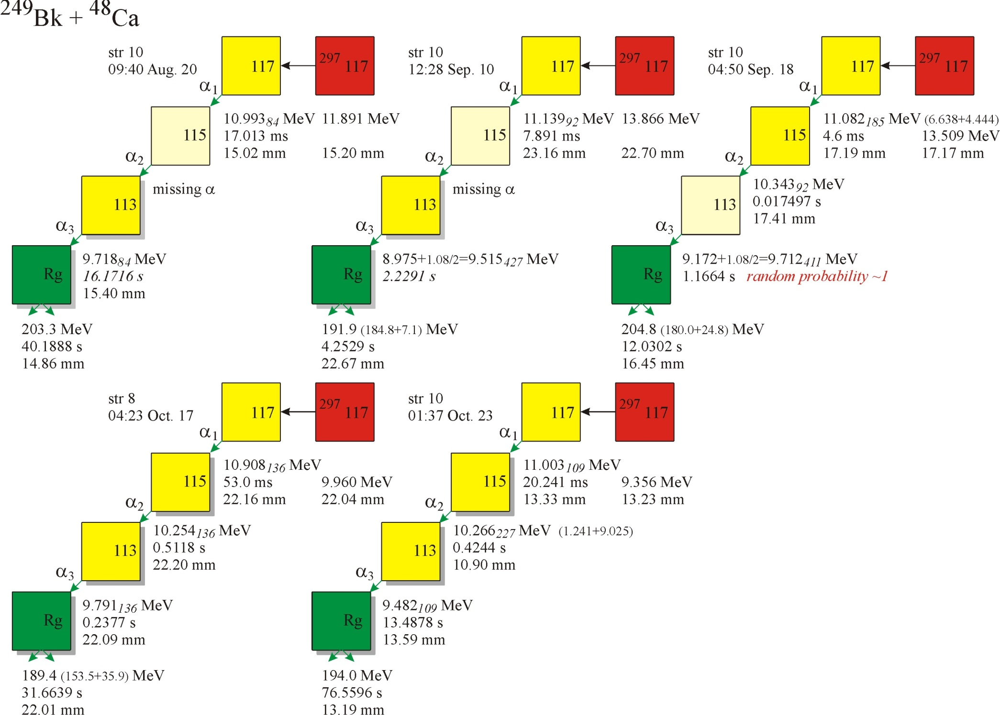 249Bk + 48Ca
str 10
09:40 Aug. 20
117
297 117
α1
115
10.99384 MeV 11.891 MeV
17.013 ms
15.02 mm 15.20 mm
α2
113
missing α
α3
Rg
9.71884 MeV
16.1716 s
15.40 mm
203.3 MeV
40.1888 s
14.86 mm
str 10
12:28 Sep. 10
117
297 117
α1
115
11.13992 MeV 13.866 MeV
7.891 ms
23.16 mm 22.70 mm
α2
113
missing α
α3
Rg
8.975+1.08/2=9.515427 MeV
2.2291 s
191.9 (184.8+7.1) MeV
4.2529 s
22.67 mm
str 10
04:50 Sep. 18
117
297 117
α1
115
11.082185 MeV (6.638+4.444)
4.6 ms 13.509 MeV
17.19 mm 17.17 mm
α2
113
10.34392 MeV
0.017497 s
17.41 mm
α3
Rg
9.172+1.08/2=9.712411 MeV
1.1664 s random probability ~1
204.8 (180.0+24.8) MeV
12.0302 s
16.45 mm
str 8
04:23 Oct. 17
117
297 117
α1
115
10.908136 MeV
53.0 ms 9.960 MeV
22.16 mm 22.04 mm
α2
113
10.254136 MeV
0.5118 s
22.20 mm
α3
Rg
9.791136 MeV
0.2377 s
22.09 mm
189.4 (153.5+35.9) MeV
31.6639 s
22.01 mm
str 10
01:37 Oct. 23
117
297 117
α1
115
11.003109 MeV
20.241 ms 9.356 MeV
13.33 mm 13.23 mm
α2
113
10.266227 MeV (1.241+9.025)
0.4244 s
10.90 mm
α3
Rg
9.482109 MeV
13.4878 s
13.59 mm
194.0 MeV
76.5596 s
13.19 mm